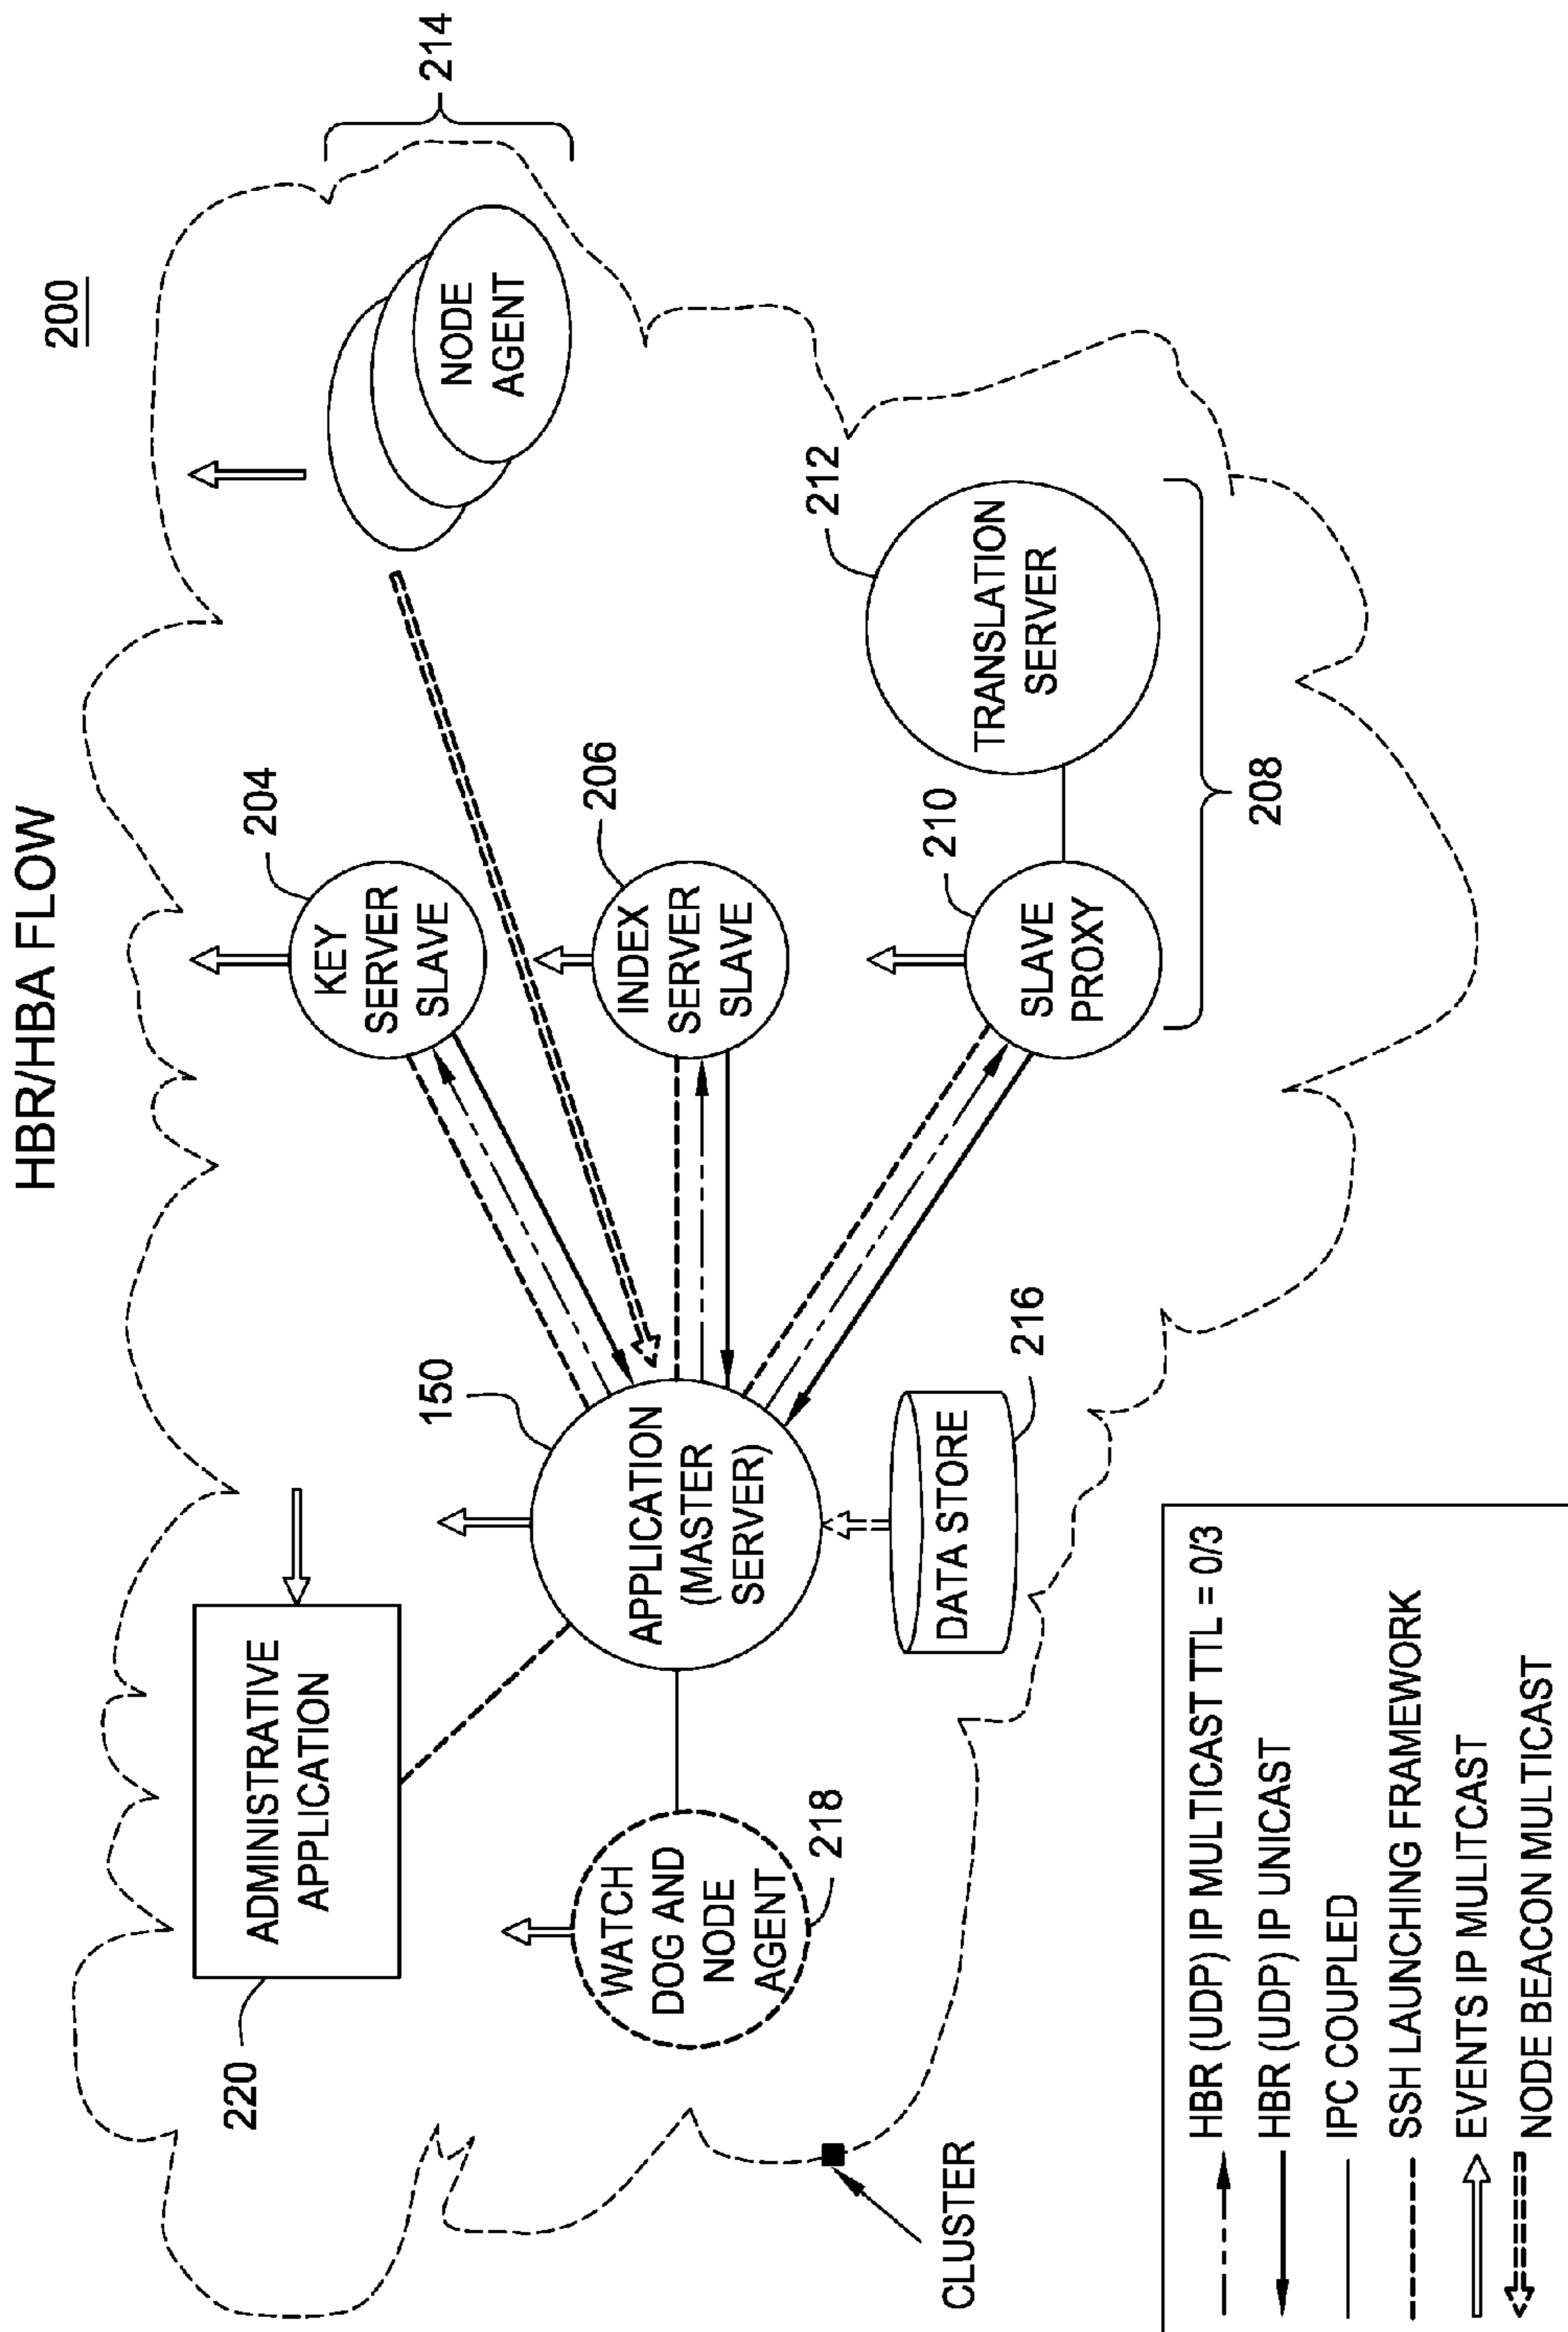 HBR/HBA FLOW
200
220
ADMINISTRATIVE
APPLICATION
150
204
KEY
SERVER
SLAVE
NODE
AGENT
214
WATCH
DOG AND
NODE
AGENT
218
APPLICATION
(MASTER
SERVER)
206
INDEX
SERVER
SLAVE
212
TRANSLATION
SERVER
CLUSTER
DATA STORE
216
210
SLAVE
PROXY
208
HBR (UDP) IP MULTICAST TTL = 0/3
HBR (UDP) IP UNICAST
IPC COUPLED
SSH LAUNCHING FRAMEWORK
EVENTS IP MULITCAST
NODE BEACON MULTICAST